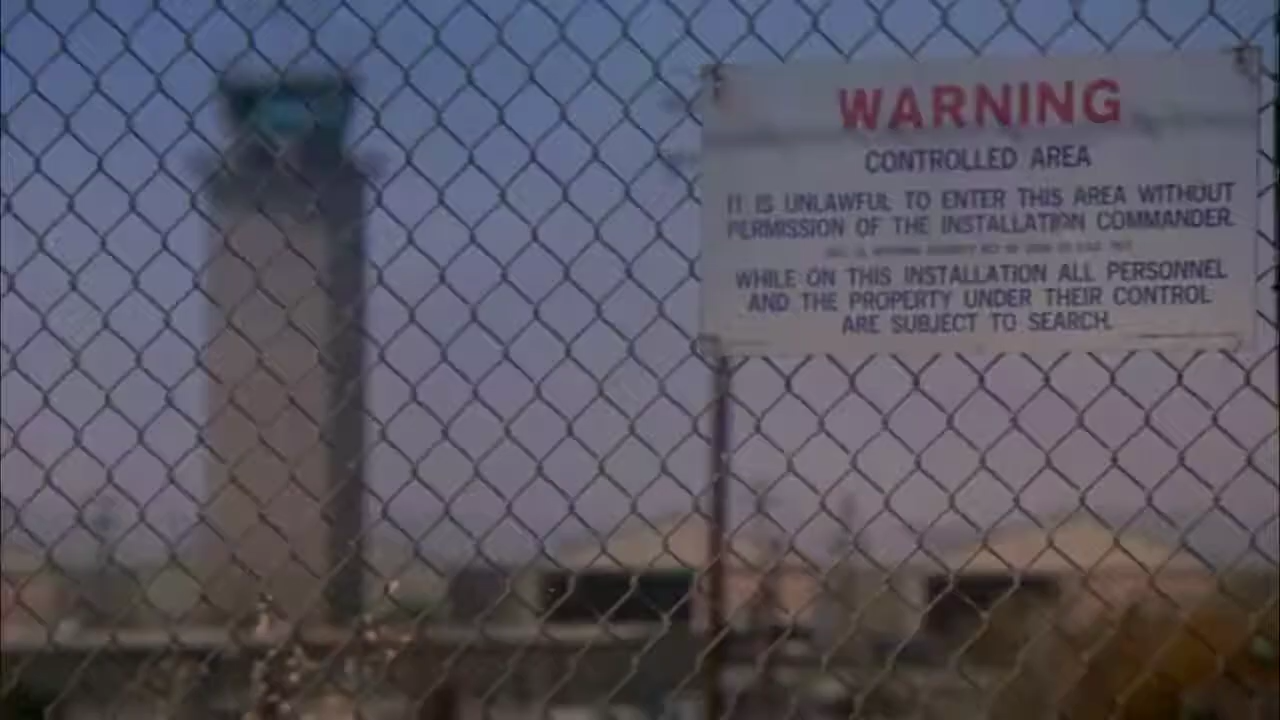 WARNING
CONTROLLED AREA
IT IS UNLAWFUL TO ENTER THIS AREA WITHOUT
PERMISSION OF THE INSTALLATION COMMANDER.
WHILE ON THIS INSTALLATION ALL PERSONNEL
AND THE PROPERTY UNDER THEIR CONTROL
ARE SUBJECT TO SEARCH.